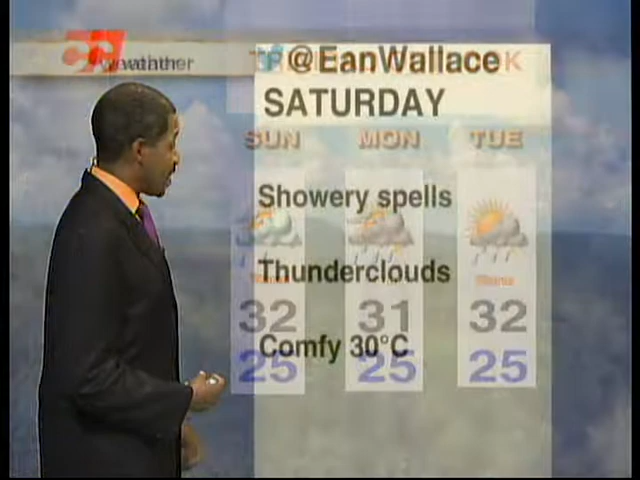 weather
@EanWallace
SATURDAY
SUN MON TUE
Showery spells
Thunderclouds
32 31 32
Comfy 30°C
25 25 25